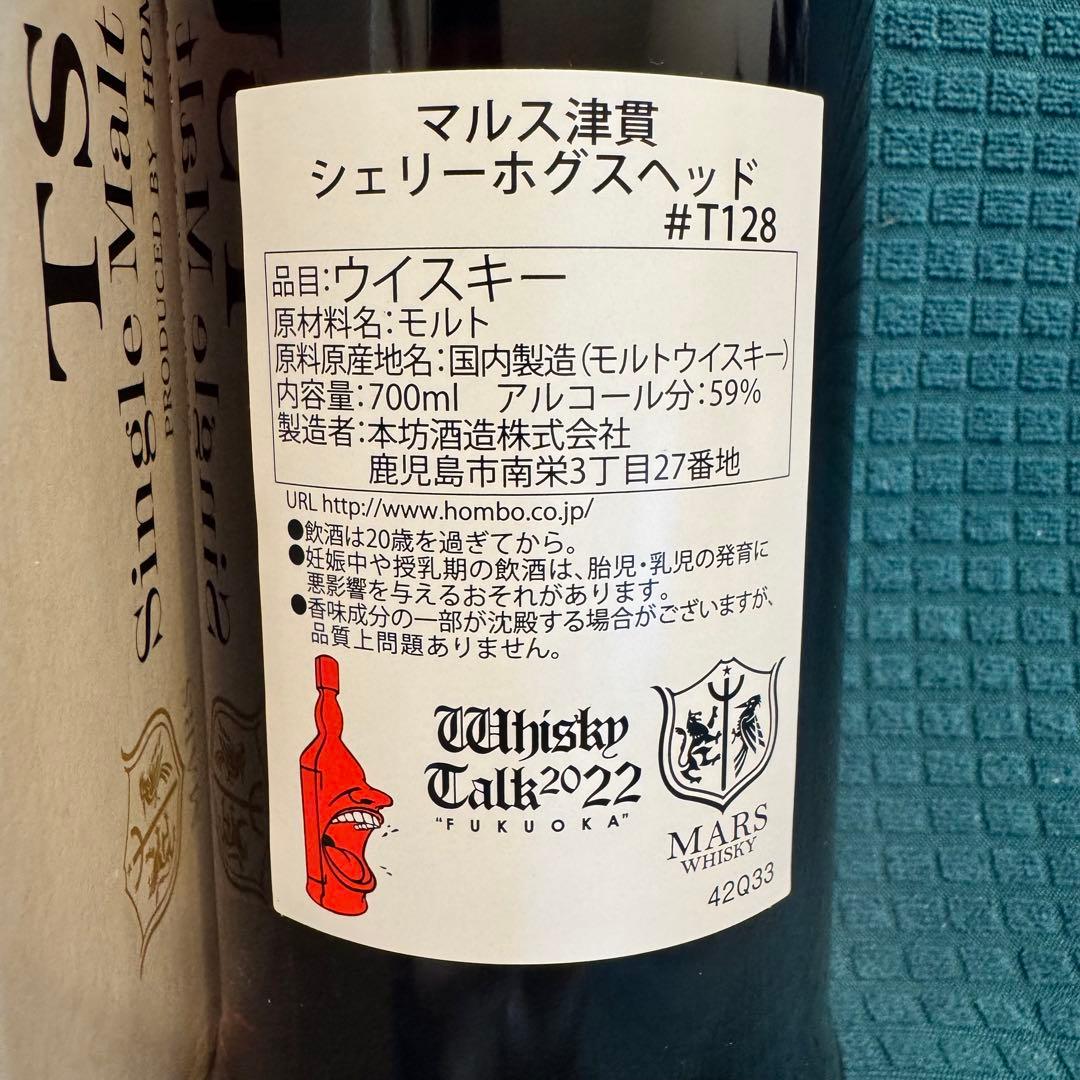 TS
Single Malt
PRODUCED BY HOM
マルス津貫
シェリーホグスヘッド
#T128
品目:ウイスキー
原材料名:モルト
原料原産地名:国内製造(モルトウイスキー)
内容量:700ml アルコール分:59%
製造者:本坊酒造株式会社
鹿児島市南栄3丁目27番地
URL http://www.hombo.co.jp/
●飲酒は20歳を過ぎてから。
●妊娠中や授乳期の飲酒は、胎児・乳児の発育に
悪影響を与えるおそれがあります。
●香味成分の一部が沈殿する場合がございますが、
品質上問題ありません。
Whisky
Talk2022
"FUKUOKA"
MARS
WHISKY
42Q33